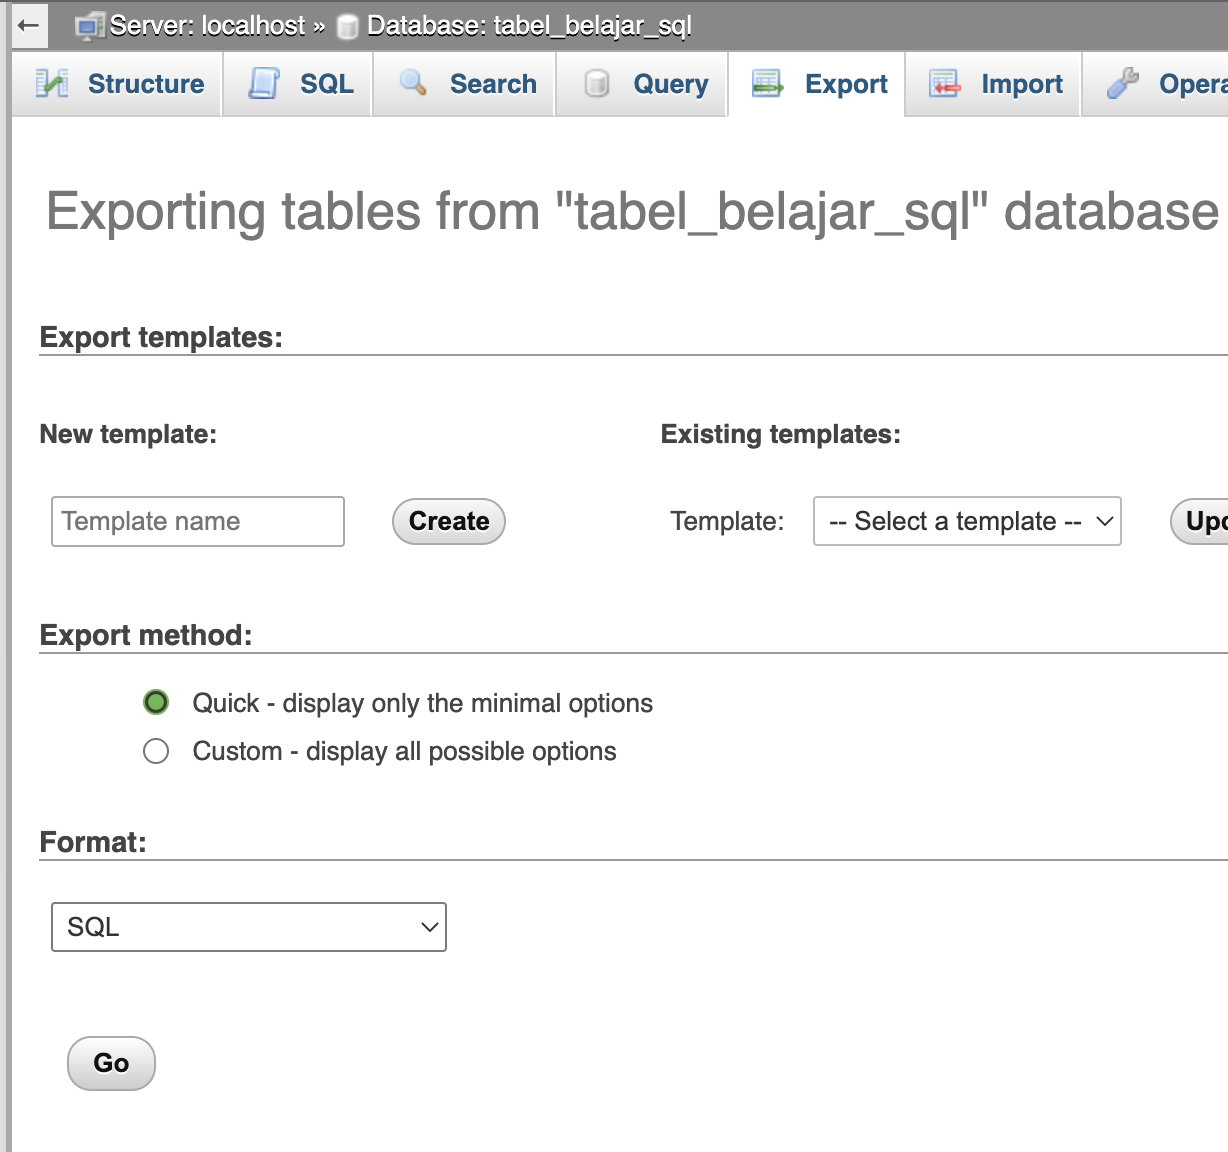 Server: localhost » Database: tabel_belajar_sql
Structure SQL Search Query Export Import Opera
Exporting tables from "tabel_belajar_sql" database
Export templates:
New template: Existing templates:
Template name Create Template: -- Select a template -- Upd
Export method:
Quick - display only the minimal options
Custom - display all possible options
Format:
SQL
Go